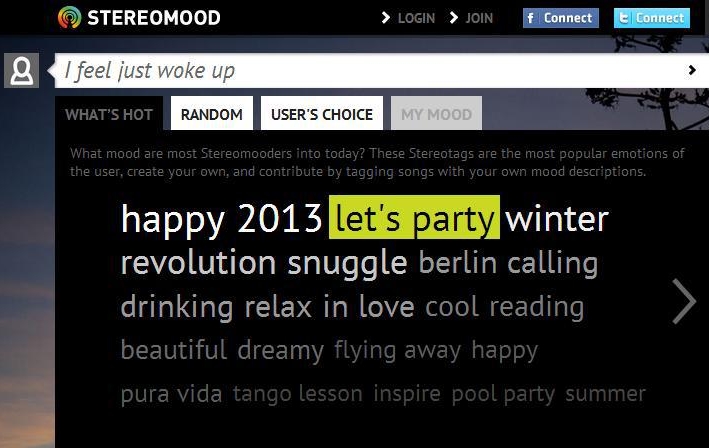 STEREOMOOD
LOGIN JOIN f Connect t Connect
I feel just woke up
WHAT'S HOT RANDOM USER'S CHOICE MY MOOD
What mood are most Stereomooders into today? These Stereotags are the most popular emotions of
the user, create your own, and contribute by tagging songs with your own mood descriptions.
happy 2013 let's party winter
revolution snuggle berlin calling
drinking relax in love cool reading
beautiful dreamy flying away happy
pura vida tango lesson inspire pool party summer